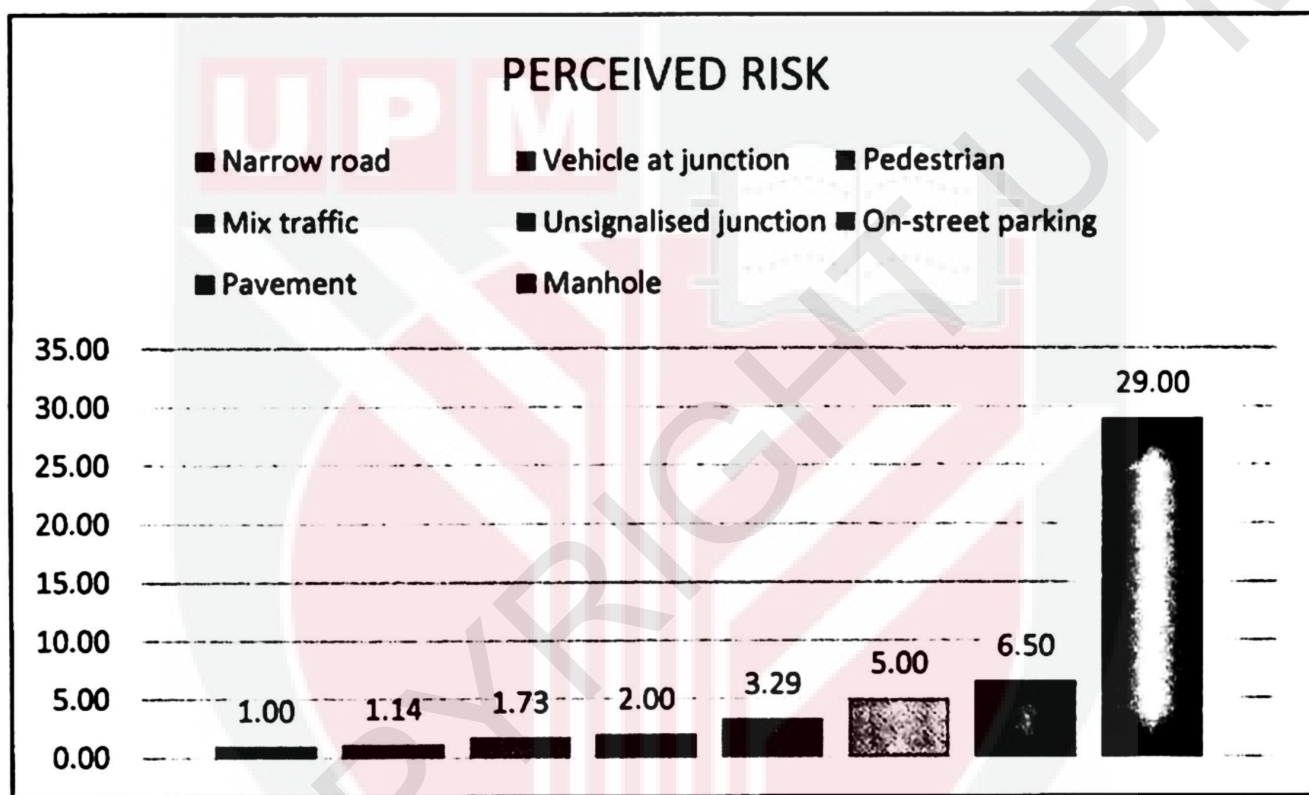 UPM
PERCEIVED RISK
■ Narrow road ■ Vehicle at junction ■ Pedestrian
■ Mix traffic ■ Unsignalised junction ■ On-street parking
■ Pavement ■ Manhole
35.00
29.00
30.00
25.00
20.00
15.00
10.00
6.50
5.00
3.29
5.00
2.00
1.73
1.14
1.00
0.00
PYRIGHT UPM